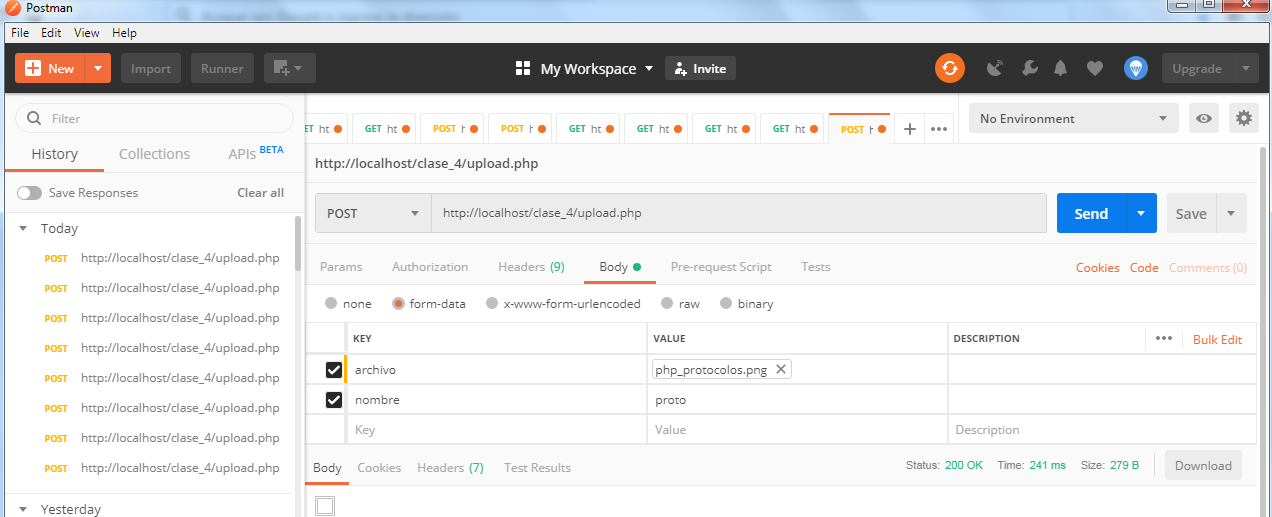 Postman
File Edit View Help
New Import Runner My Workspace Invite Upgrade
Filter
History Collections APIs BETA
Save Responses Clear all
Today
POST http://localhost/clase_4/upload.php
POST http://localhost/clase_4/upload.php
POST http://localhost/clase_4/upload.php
POST http://localhost/clase_4/upload.php
POST http://localhost/clase_4/upload.php
POST http://localhost/clase_4/upload.php
POST http://localhost/clase_4/upload.php
POST http://localhost/clase_4/upload.php
Yesterday
GET ht GET ht POST POST GET ht GET ht GET ht GET ht POST
No Environment
http://localhost/clase_4/upload.php
POST http://localhost/clase_4/upload.php Send Save
Params Authorization Headers (9) Body Pre-request Script Tests Cookies Code Comments (0)
none form-data x-www-form-urlencoded raw binary
KEY VALUE DESCRIPTION Bulk Edit
archivo php_protocolos.png
nombre proto
Key Value Description
Body Cookies Headers (7) Test Results Status: 200 OK Time: 241 ms Size: 279 B Download